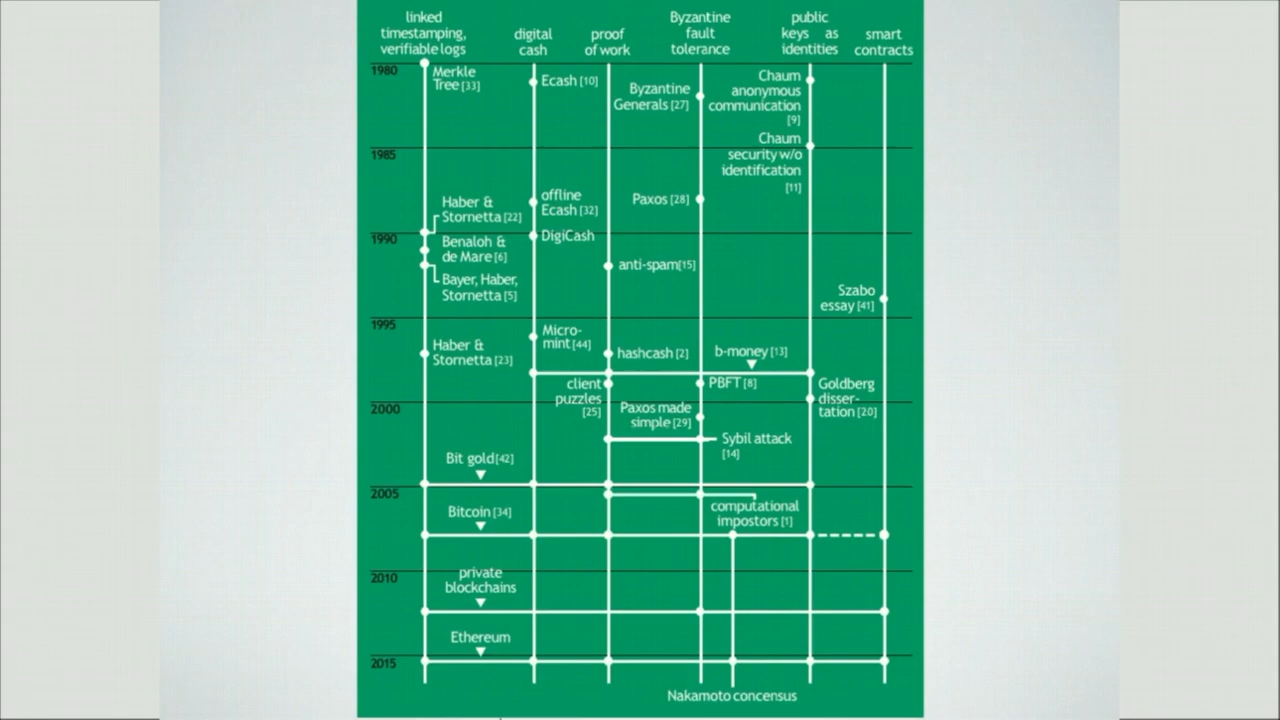 linked
timestamping,
verifiable logs
digital
cash
proof
of work
Byzantine
fault
tolerance
public
keys as
identities
smart
contracts
1980
Merkle
Tree [33]
Ecash [10]
Byzantine
Generals [27]
Chaum
anonymous
communication
[9]
Chaum
security w/o
identification
[11]
1985
Haber &
Stornetta [22]
offline
Ecash [32]
Paxos [28]
1990
DigiCash
Benaloh &
de Mare [6]
anti-spam[15]
Bayer, Haber,
Stornetta [5]
Szabo
essay [41]
1995
Micro-
mint [44]
Haber &
Stornetta [23]
hashcash [2]
b-money [13]
client
puzzles
[25]
PBFT [8]
Goldberg
disser-
tation [20]
2000
Paxos made
simple [29]
Sybil attack
[14]
Bit gold [42]
2005
computational
impostors [1]
Bitcoin [34]
2010
private
blockchains
Ethereum
2015
Nakamoto concensus